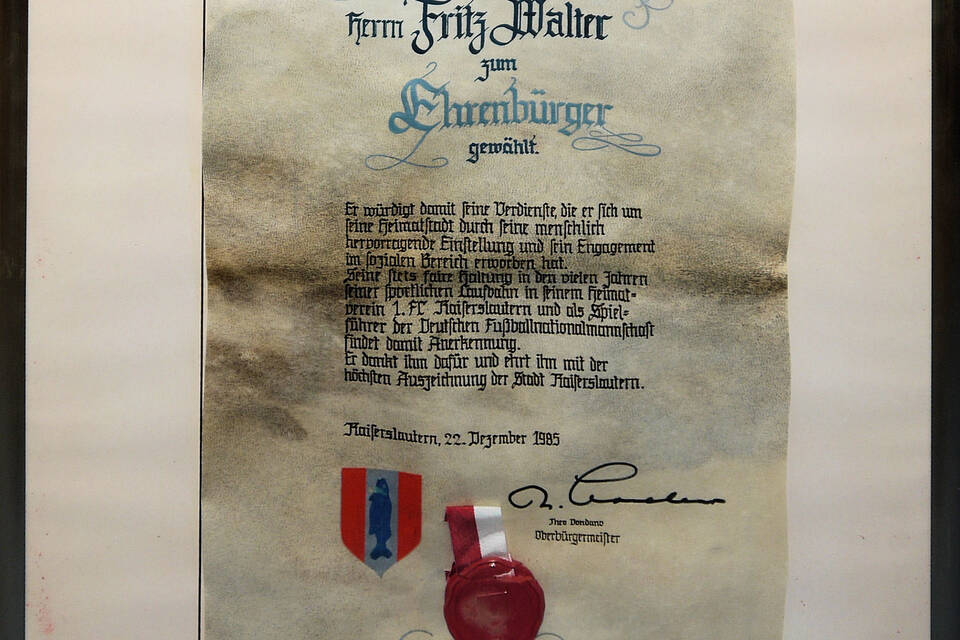 Herrn Fritz Walter
zum
Ehrenbürger
gewählt.
Er würdigt damit seine Verdienste, die er sich um
seine Heimatstadt durch seine menschlich
hervorragende Einstellung und sein Engagement
im sozialen Bereich erworben hat.
Seine stets faire Haltung in den vielen Jahren
seiner sportlichen Laufbahn in seinem Heimat=
verein 1. FC Kaiserslautern und als Spiel=
führer der Deutschen Fußballnationalmannschaft
findet damit Anerkennung.
Er dankt ihm dafür und ehrt ihn mit der
höchsten Auszeichnung der Stadt Kaiserslautern.
Kaiserslautern, 22. Dezember 1985
Theo Vondano
Oberbürgermeister